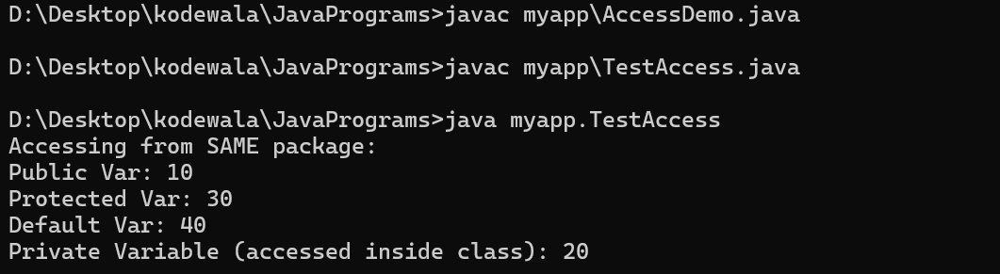 D:\Desktop\kodewala\JavaPrograms>javac myapp\AccessDemo.java
D:\Desktop\kodewala\JavaPrograms>javac myapp\TestAccess.java
D:\Desktop\kodewala\JavaPrograms>java myapp.TestAccess
Accessing from SAME package:
Public Var: 10
Protected Var: 30
Default Var: 40
Private Variable (accessed inside class): 20